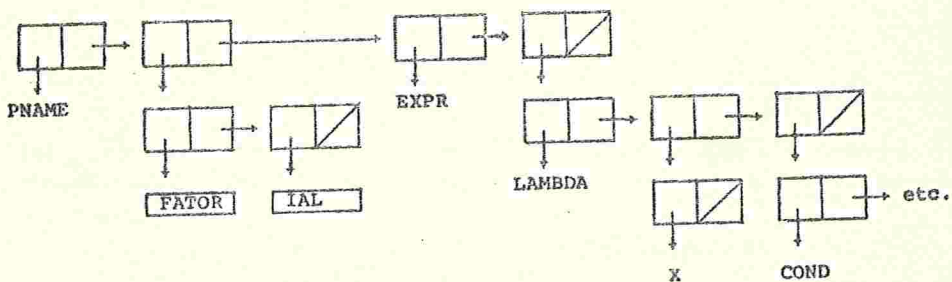 PNAME
EXPR
FATOR
IAL
LAMBDA
etc.
X
COND